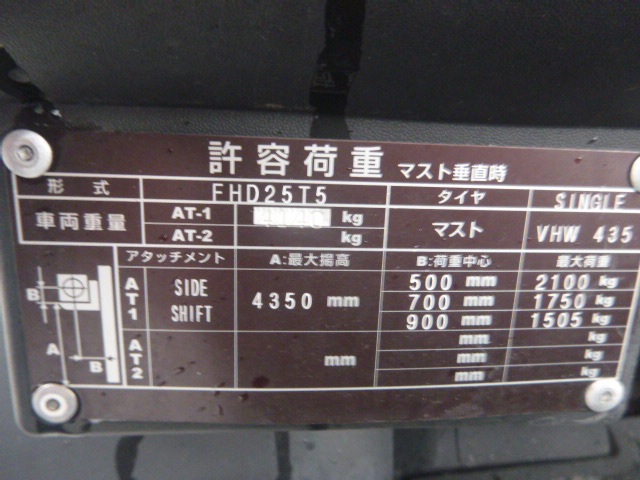 許容荷重 マスト垂直時
形式 FHD25T5 タイヤ SINGLE
車両重量 AT-1 4140 kg マスト VHW 435
AT-2 kg
アタッチメント A:最大揚高 B:荷重中心 最大荷重
AT1 SIDE SHIFT 4350 mm 500 mm 2100 kg
700 mm 1750 kg
900 mm 1505 kg
AT2 mm mm kg
mm kg
mm kg
B
A
B